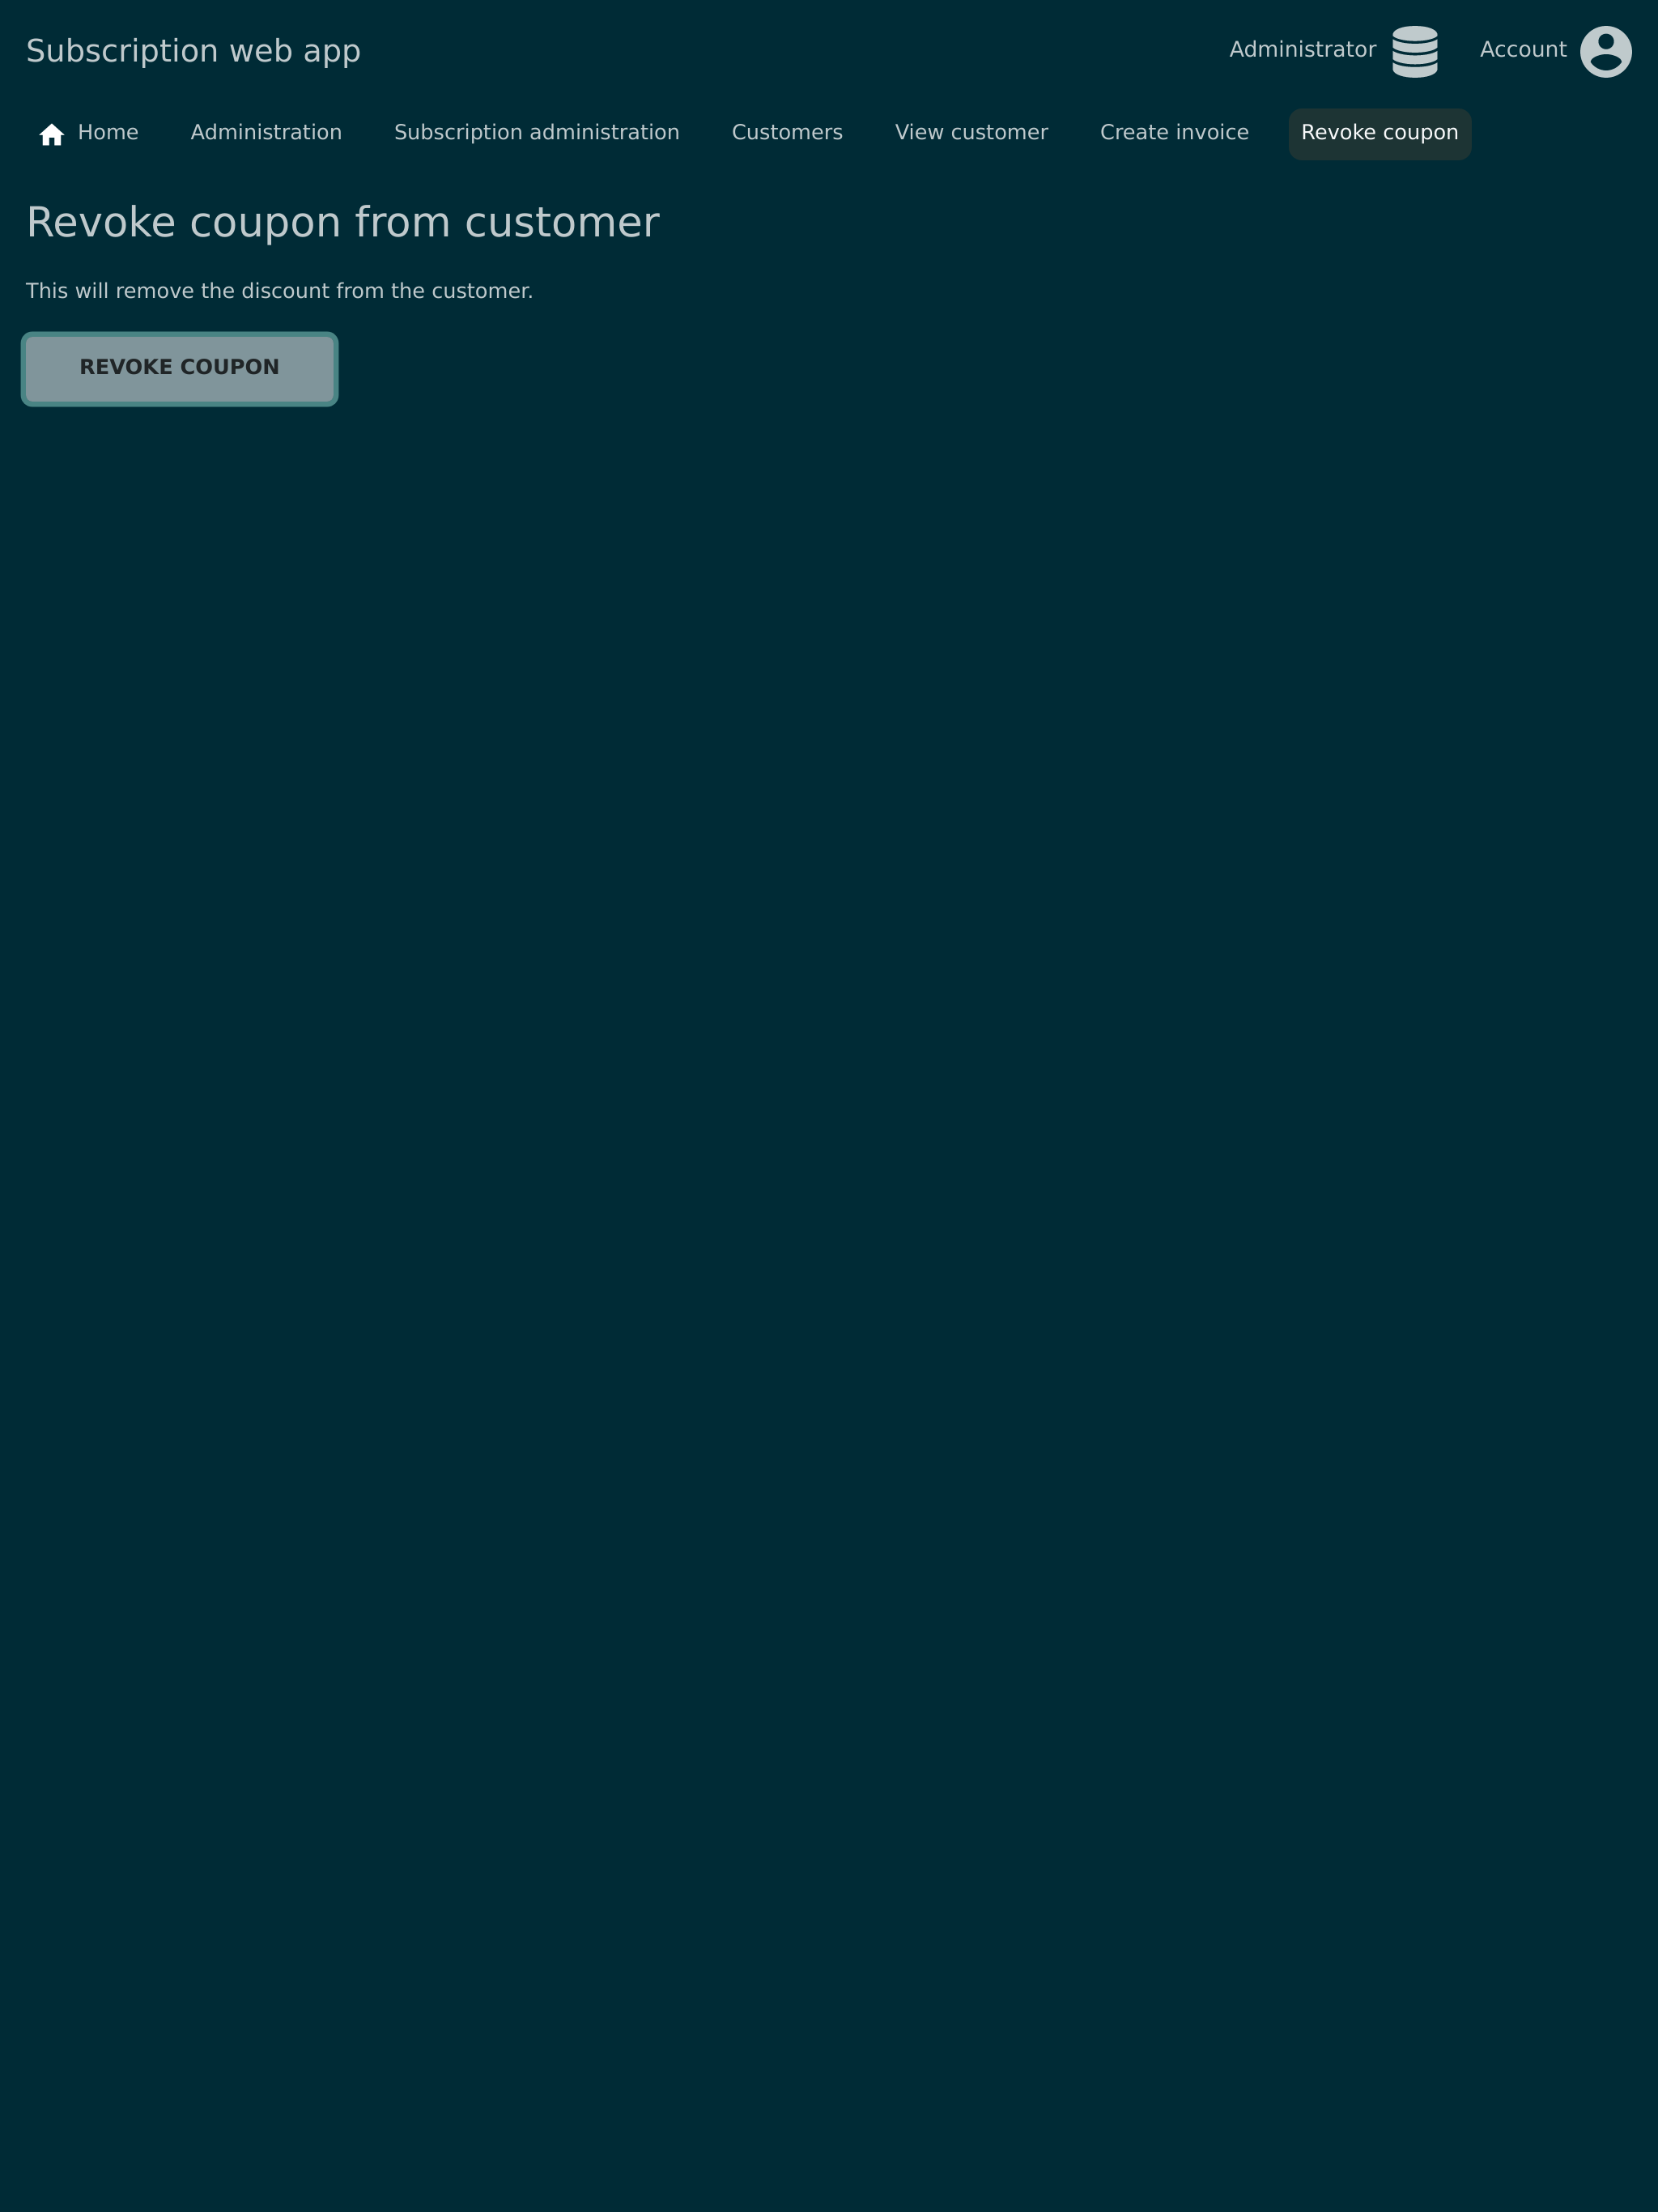 Subscription web app
Administrator
Account
Home
Administration
Subscription administration
Customers
View customer
Create invoice
Revoke coupon
Revoke coupon from customer
This will remove the discount from the customer.
REVOKE COUPON